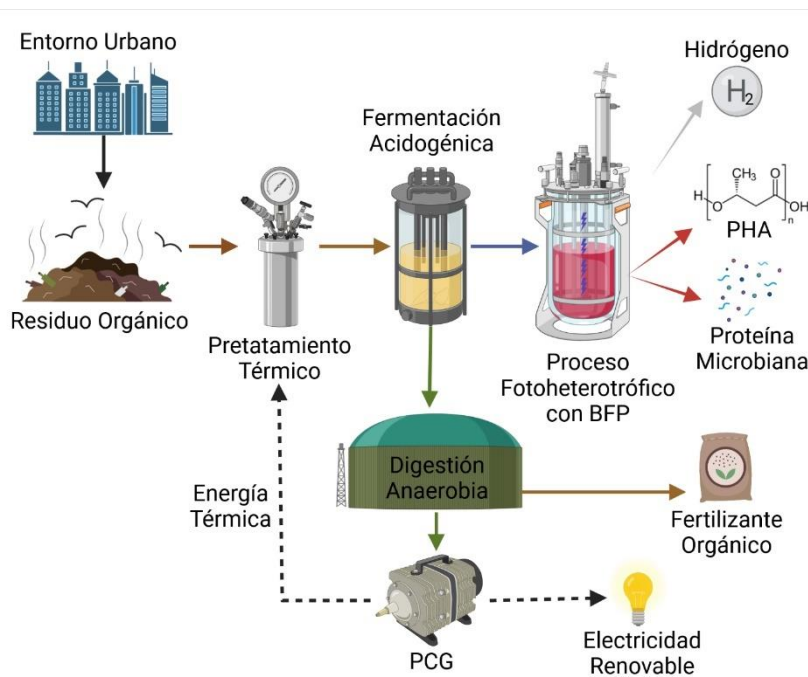 Entorno Urbano
Hidrógeno
H2
Fermentación
Acidogénica
CH3
O
H
O
OH
n
PHA
Residuo Orgánico
Pretatamiento
Térmico
Proceso
Fotoheterotrófico
con BFP
Proteína
Microbiana
Digestión
Anaerobia
Energía
Térmica
Fertilizante
Orgánico
PCG
Electricidad
Renovable